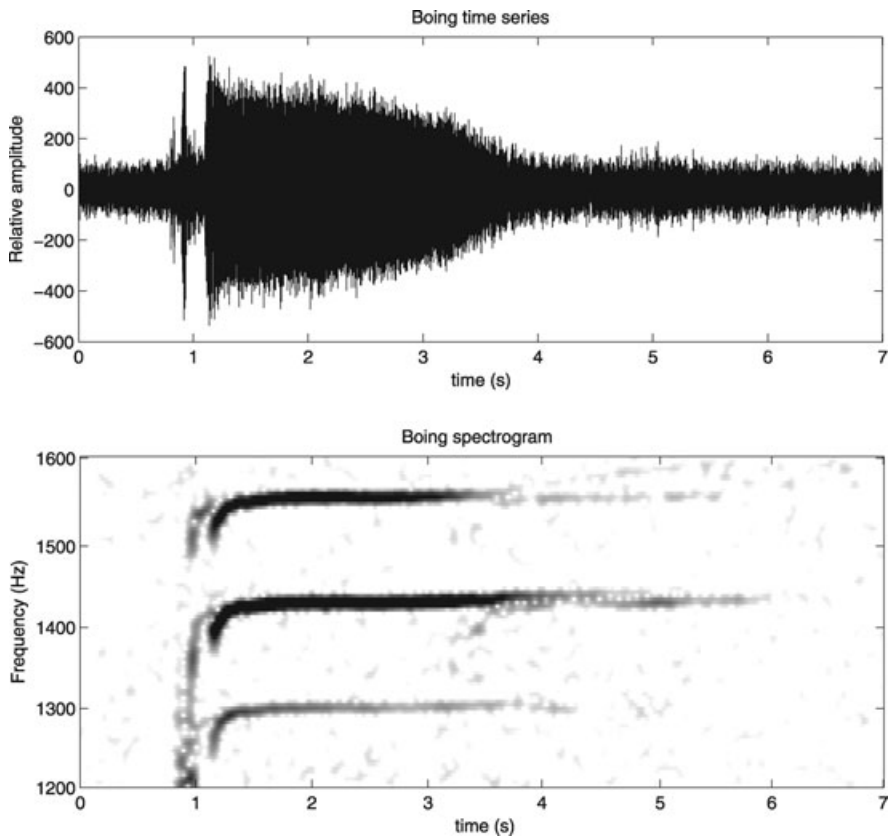 Boing time series
600
400
200
0
−200
−400
−600
Relative amplitude
0 1 2 3 4 5 6 7
time (s)
Boing spectrogram
1600
1500
1400
1300
1200
Frequency (Hz)
0 1 2 3 4 5 6 7
time (s)